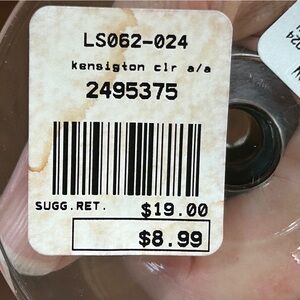 LS062-024
kensigton clr a/a
2495375
SUGG.RET. $19.00
$8.99